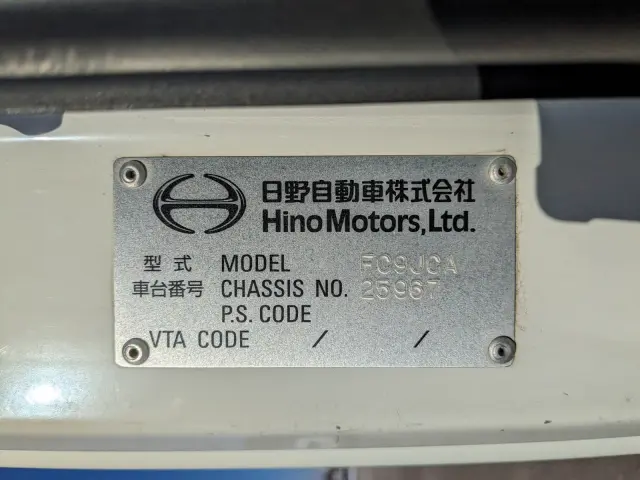 日野自動車株式会社
Hino Motors, Ltd.
型式 MODEL FC9JCA
車台番号 CHASSIS NO. 25967
P.S. CODE
VTA CODE / /